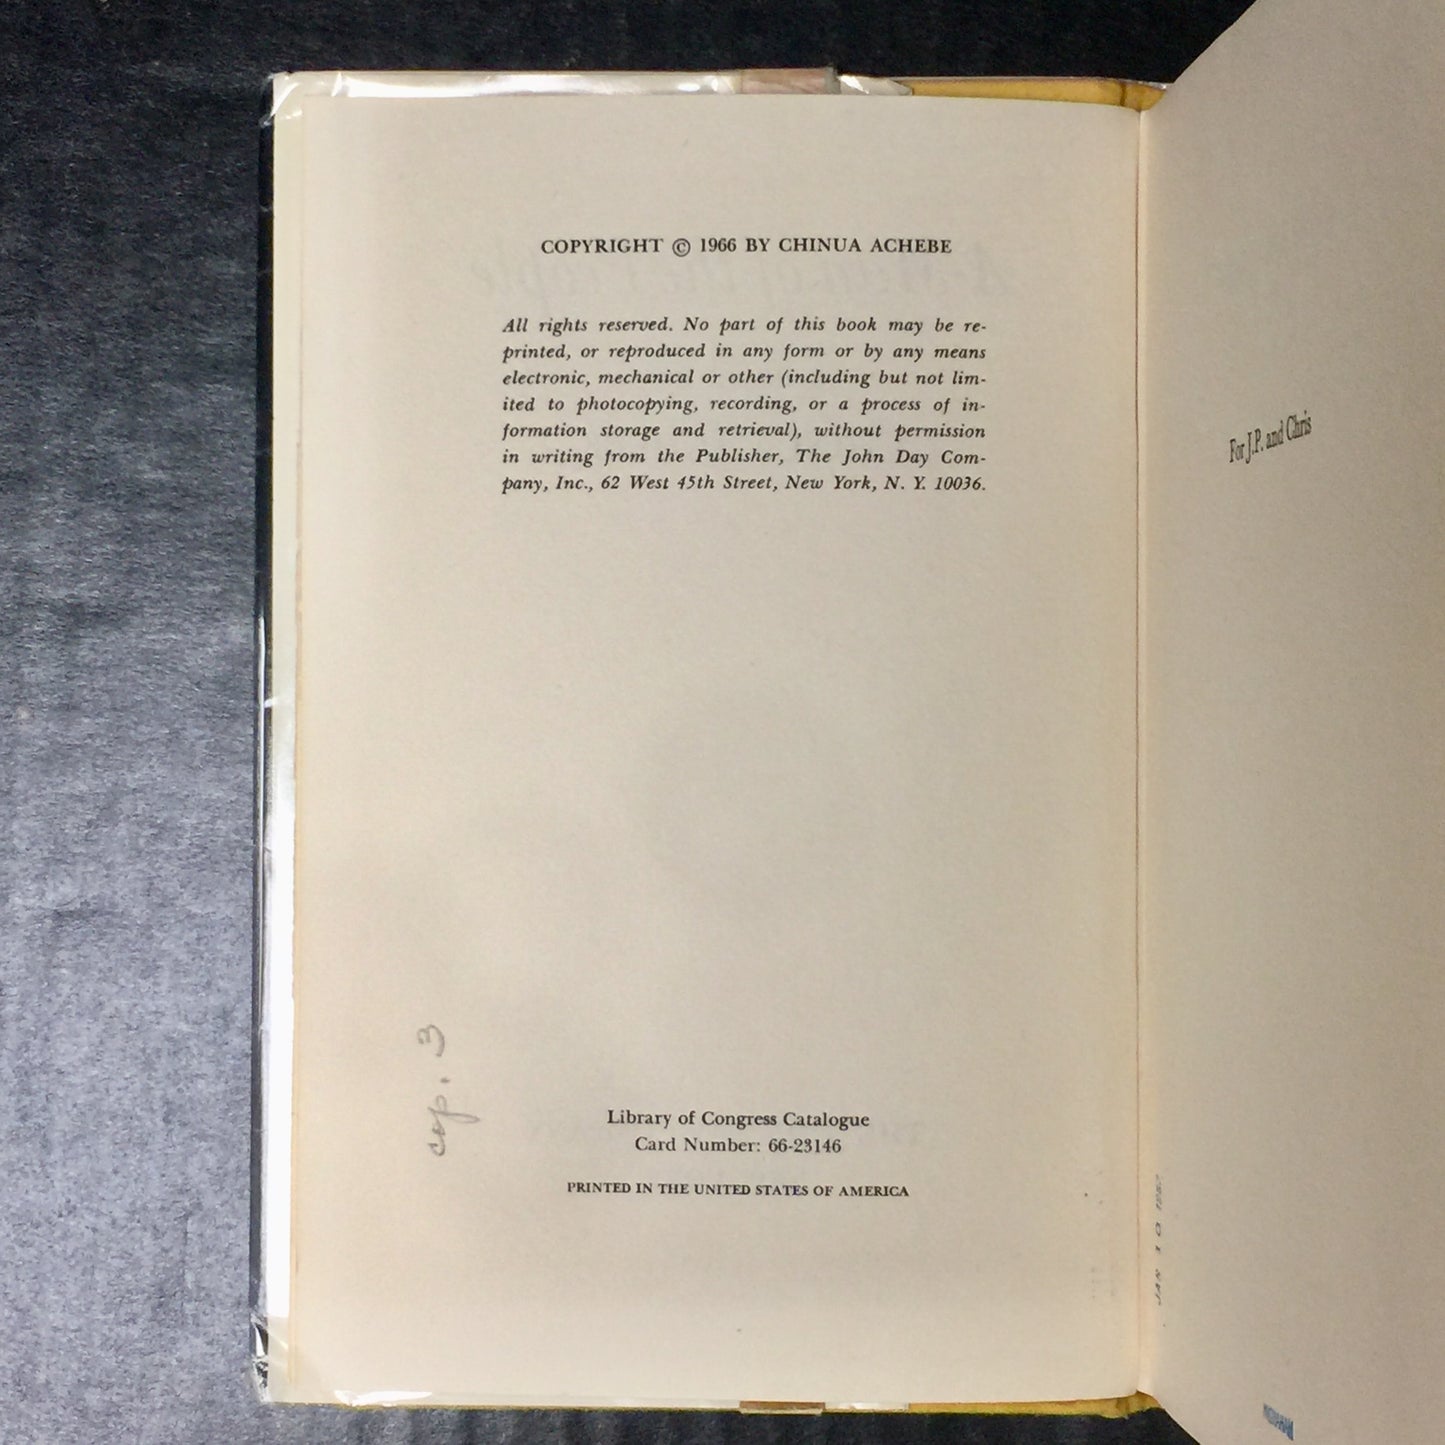 COPYRIGHT © 1966 BY CHINUA ACHEBE
All rights reserved. No part of this book may be re-
printed, or reproduced in any form or by any means
electronic, mechanical or other (including but not lim-
ited to photocopying, recording, or a process of in-
formation storage and retrieval), without permission
in writing from the Publisher, The John Day Com-
pany, Inc., 62 West 45th Street, New York, N. Y. 10036.
cop. 3
Library of Congress Catalogue
Card Number: 66-23146
PRINTED IN THE UNITED STATES OF AMERICA
For J.P. and Chris
JAN 10